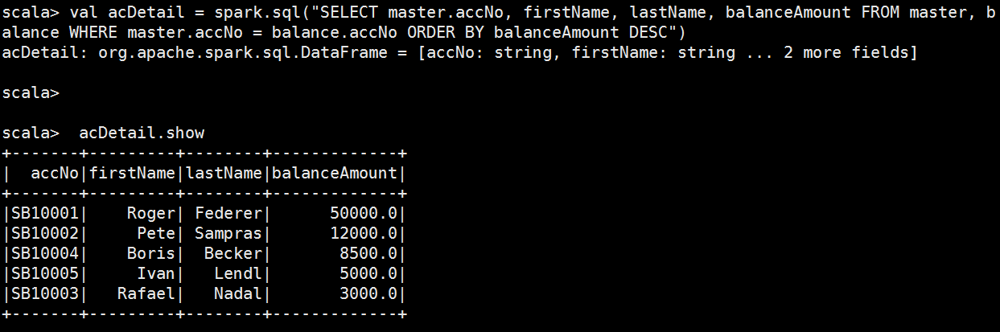 scala> val acDetail = spark.sql("SELECT master.accNo, firstName, lastName, balanceAmount FROM master, b
alance WHERE master.accNo = balance.accNo ORDER BY balanceAmount DESC")
acDetail: org.apache.spark.sql.DataFrame = [accNo: string, firstName: string ... 2 more fields]
scala>
scala>  acDetail.show
+-------+---------+--------+-------------+
|  accNo|firstName|lastName|balanceAmount|
+-------+---------+--------+-------------+
|SB10001|    Roger| Federer|      50000.0|
|SB10002|     Pete| Sampras|      12000.0|
|SB10004|    Boris|  Becker|       8500.0|
|SB10005|     Ivan|   Lendl|       5000.0|
|SB10003|   Rafael|   Nadal|       3000.0|
+-------+---------+--------+-------------+